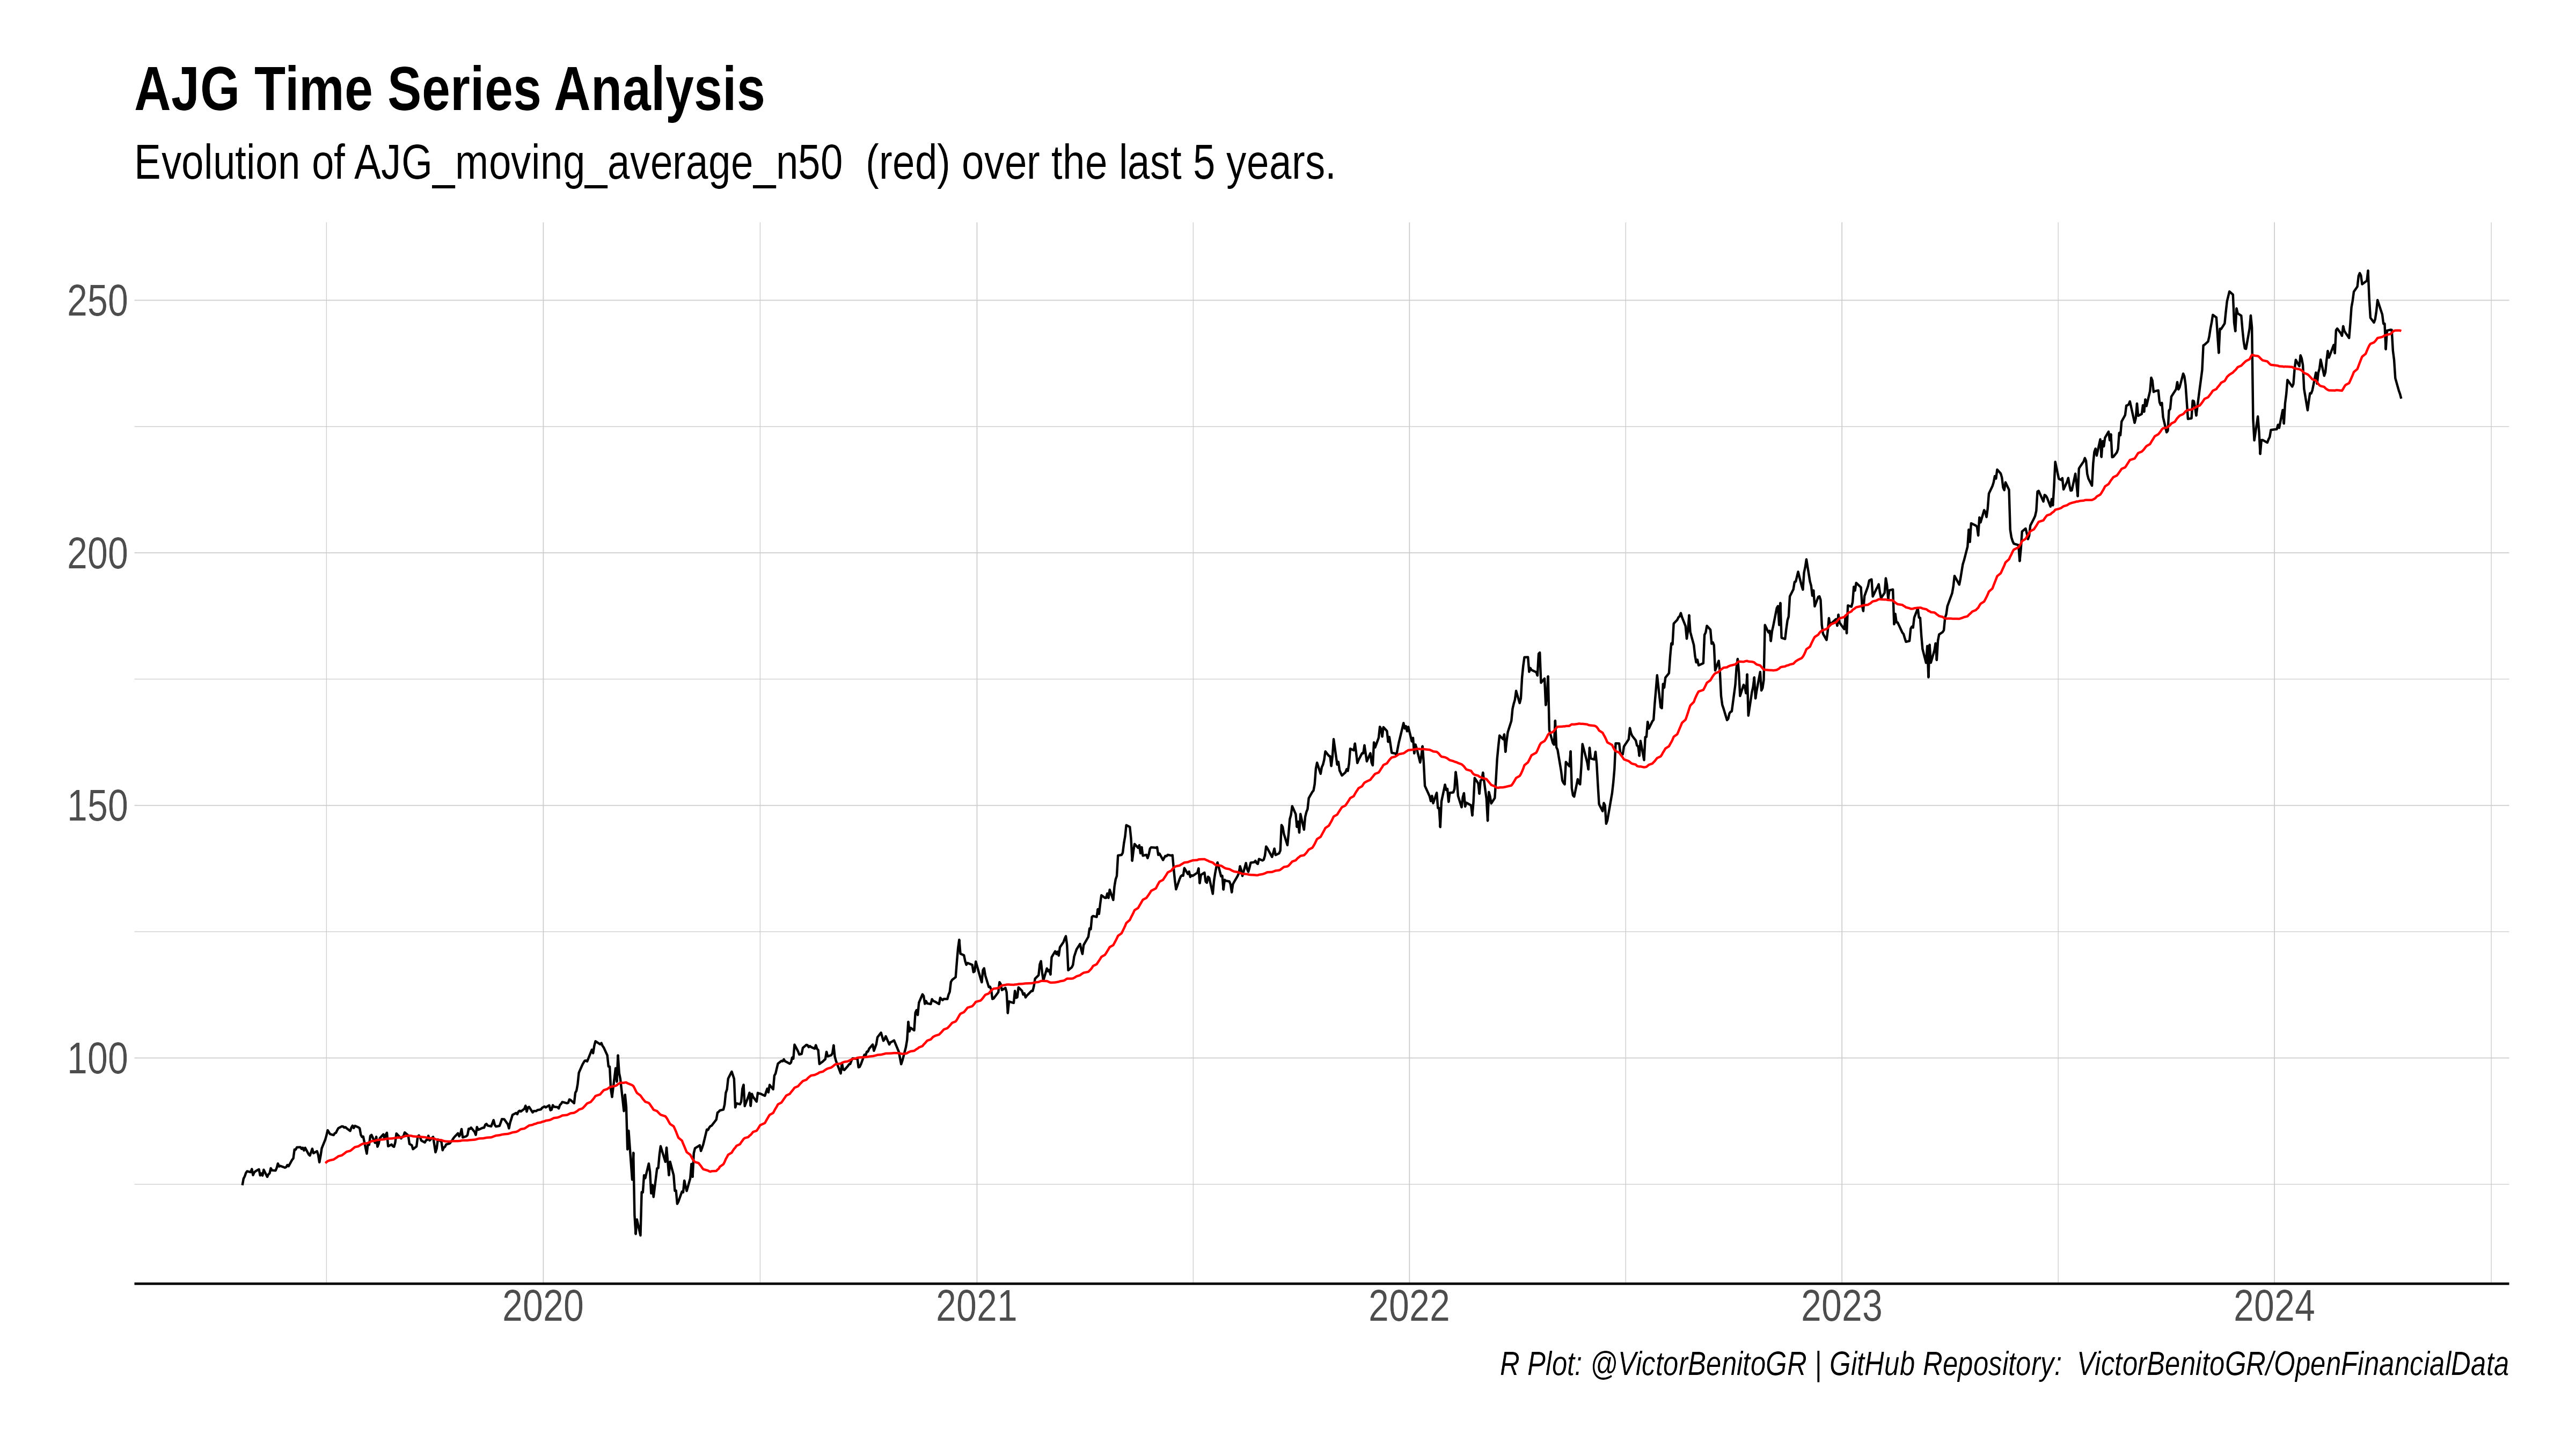 AJG Time Series Analysis
Evolution of AJG_moving_average_n50  (red) over the last 5 years.
250
200
150
100
2020 2021 2022 2023 2024
R Plot: @VictorBenitoGR | GitHub Repository:  VictorBenitoGR/OpenFinancialData